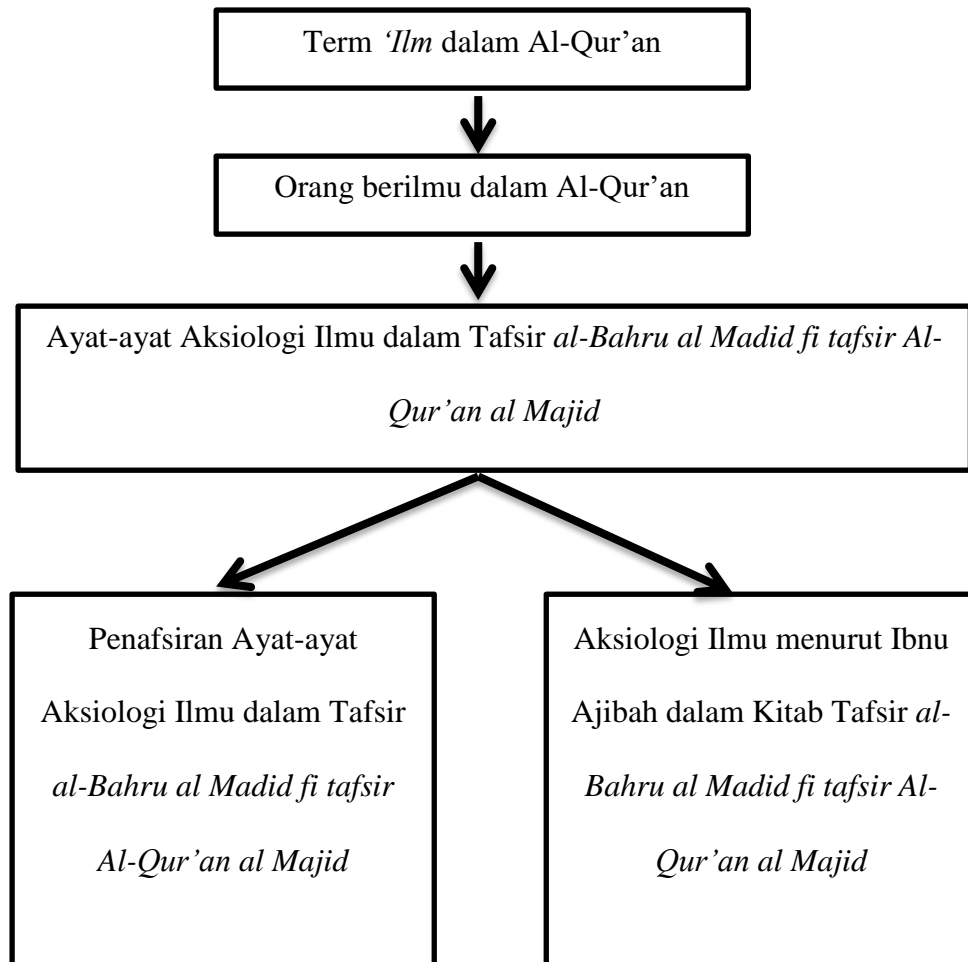 Term ‘Ilm dalam Al-Qur’an
Orang berilmu dalam Al-Qur’an
Ayat-ayat Aksiologi Ilmu dalam Tafsir al-Bahru al Madid fi tafsir Al-
Qur’an al Majid
Penafsiran Ayat-ayat
Aksiologi Ilmu dalam Tafsir
al-Bahru al Madid fi tafsir
Al-Qur’an al Majid
Aksiologi Ilmu menurut Ibnu
Ajibah dalam Kitab Tafsir al-
Bahru al Madid fi tafsir Al-
Qur’an al Majid